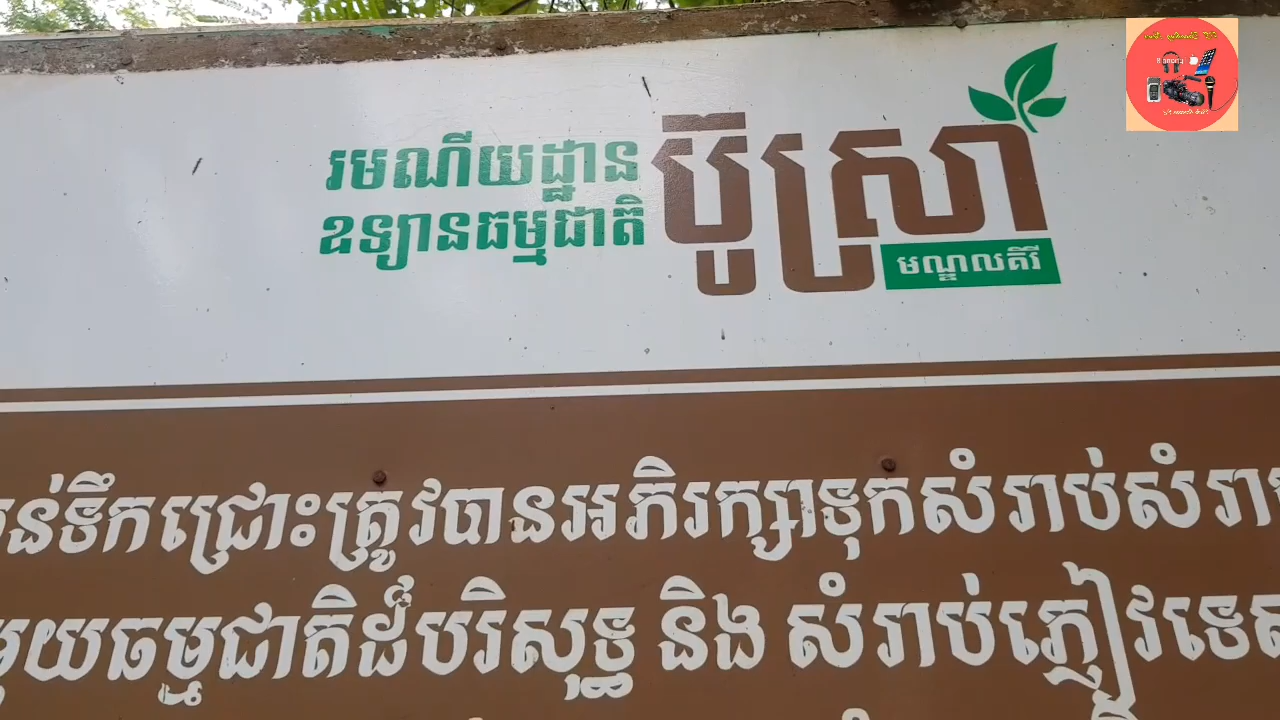 រមណីយដ្ឋាន
ឧទ្យានធម្មជាតិ
ប៊ូស្រា
មណ្ឌលគិរី
ទឹកជ្រោះត្រូវបានអភិរក្សាទុកសំរាប់
ធម្មជាតិដ៏បរិសុទ្ធ និង សំរាប់ភ្ញៀវ